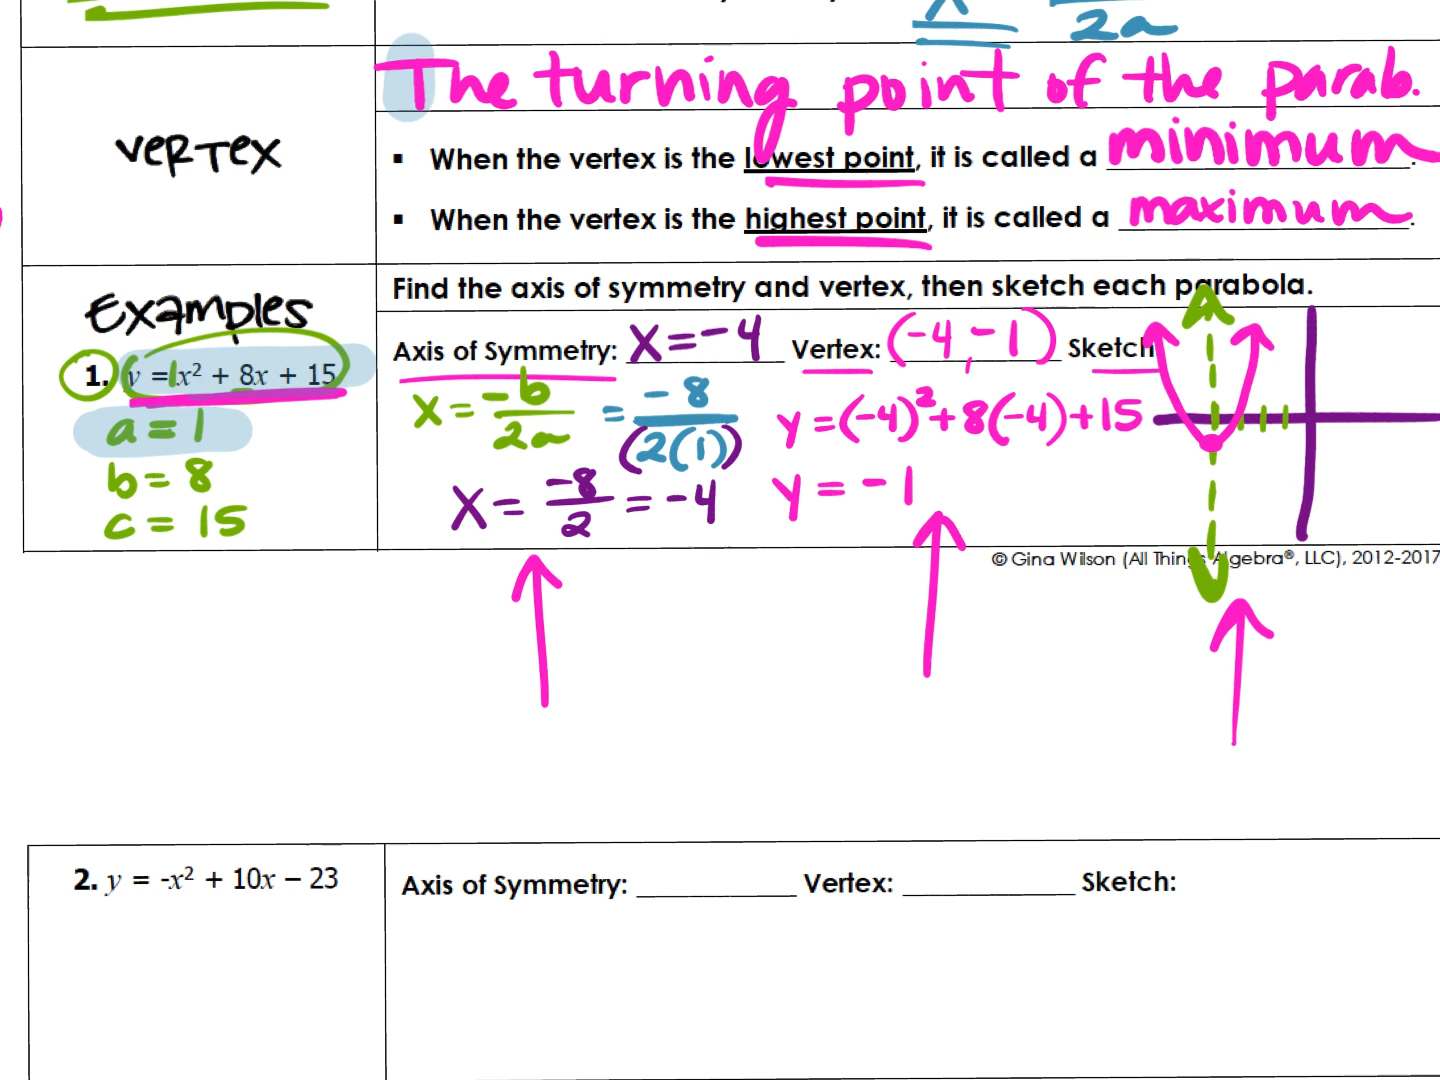 2a
The turning point of the parab.
VERTEX
▪ When the vertex is the lowest point, it is called a minimum.
▪ When the vertex is the highest point, it is called a maximum.
Examples
Find the axis of symmetry and vertex, then sketch each parabola.
1. y = 1x² + 8x + 15
Axis of Symmetry: x = -4 Vertex: (-4, -1) Sketch
a = 1
b = 8
c = 15
x = -b/2a = -8/(2(1))
x = -8/2 = -4
y = (-4)² + 8(-4) + 15
y = -1
© Gina Wilson (All Things Algebra®, LLC), 2012-2017
2. y = -x² + 10x – 23
Axis of Symmetry: ___________ Vertex: ____________ Sketch: